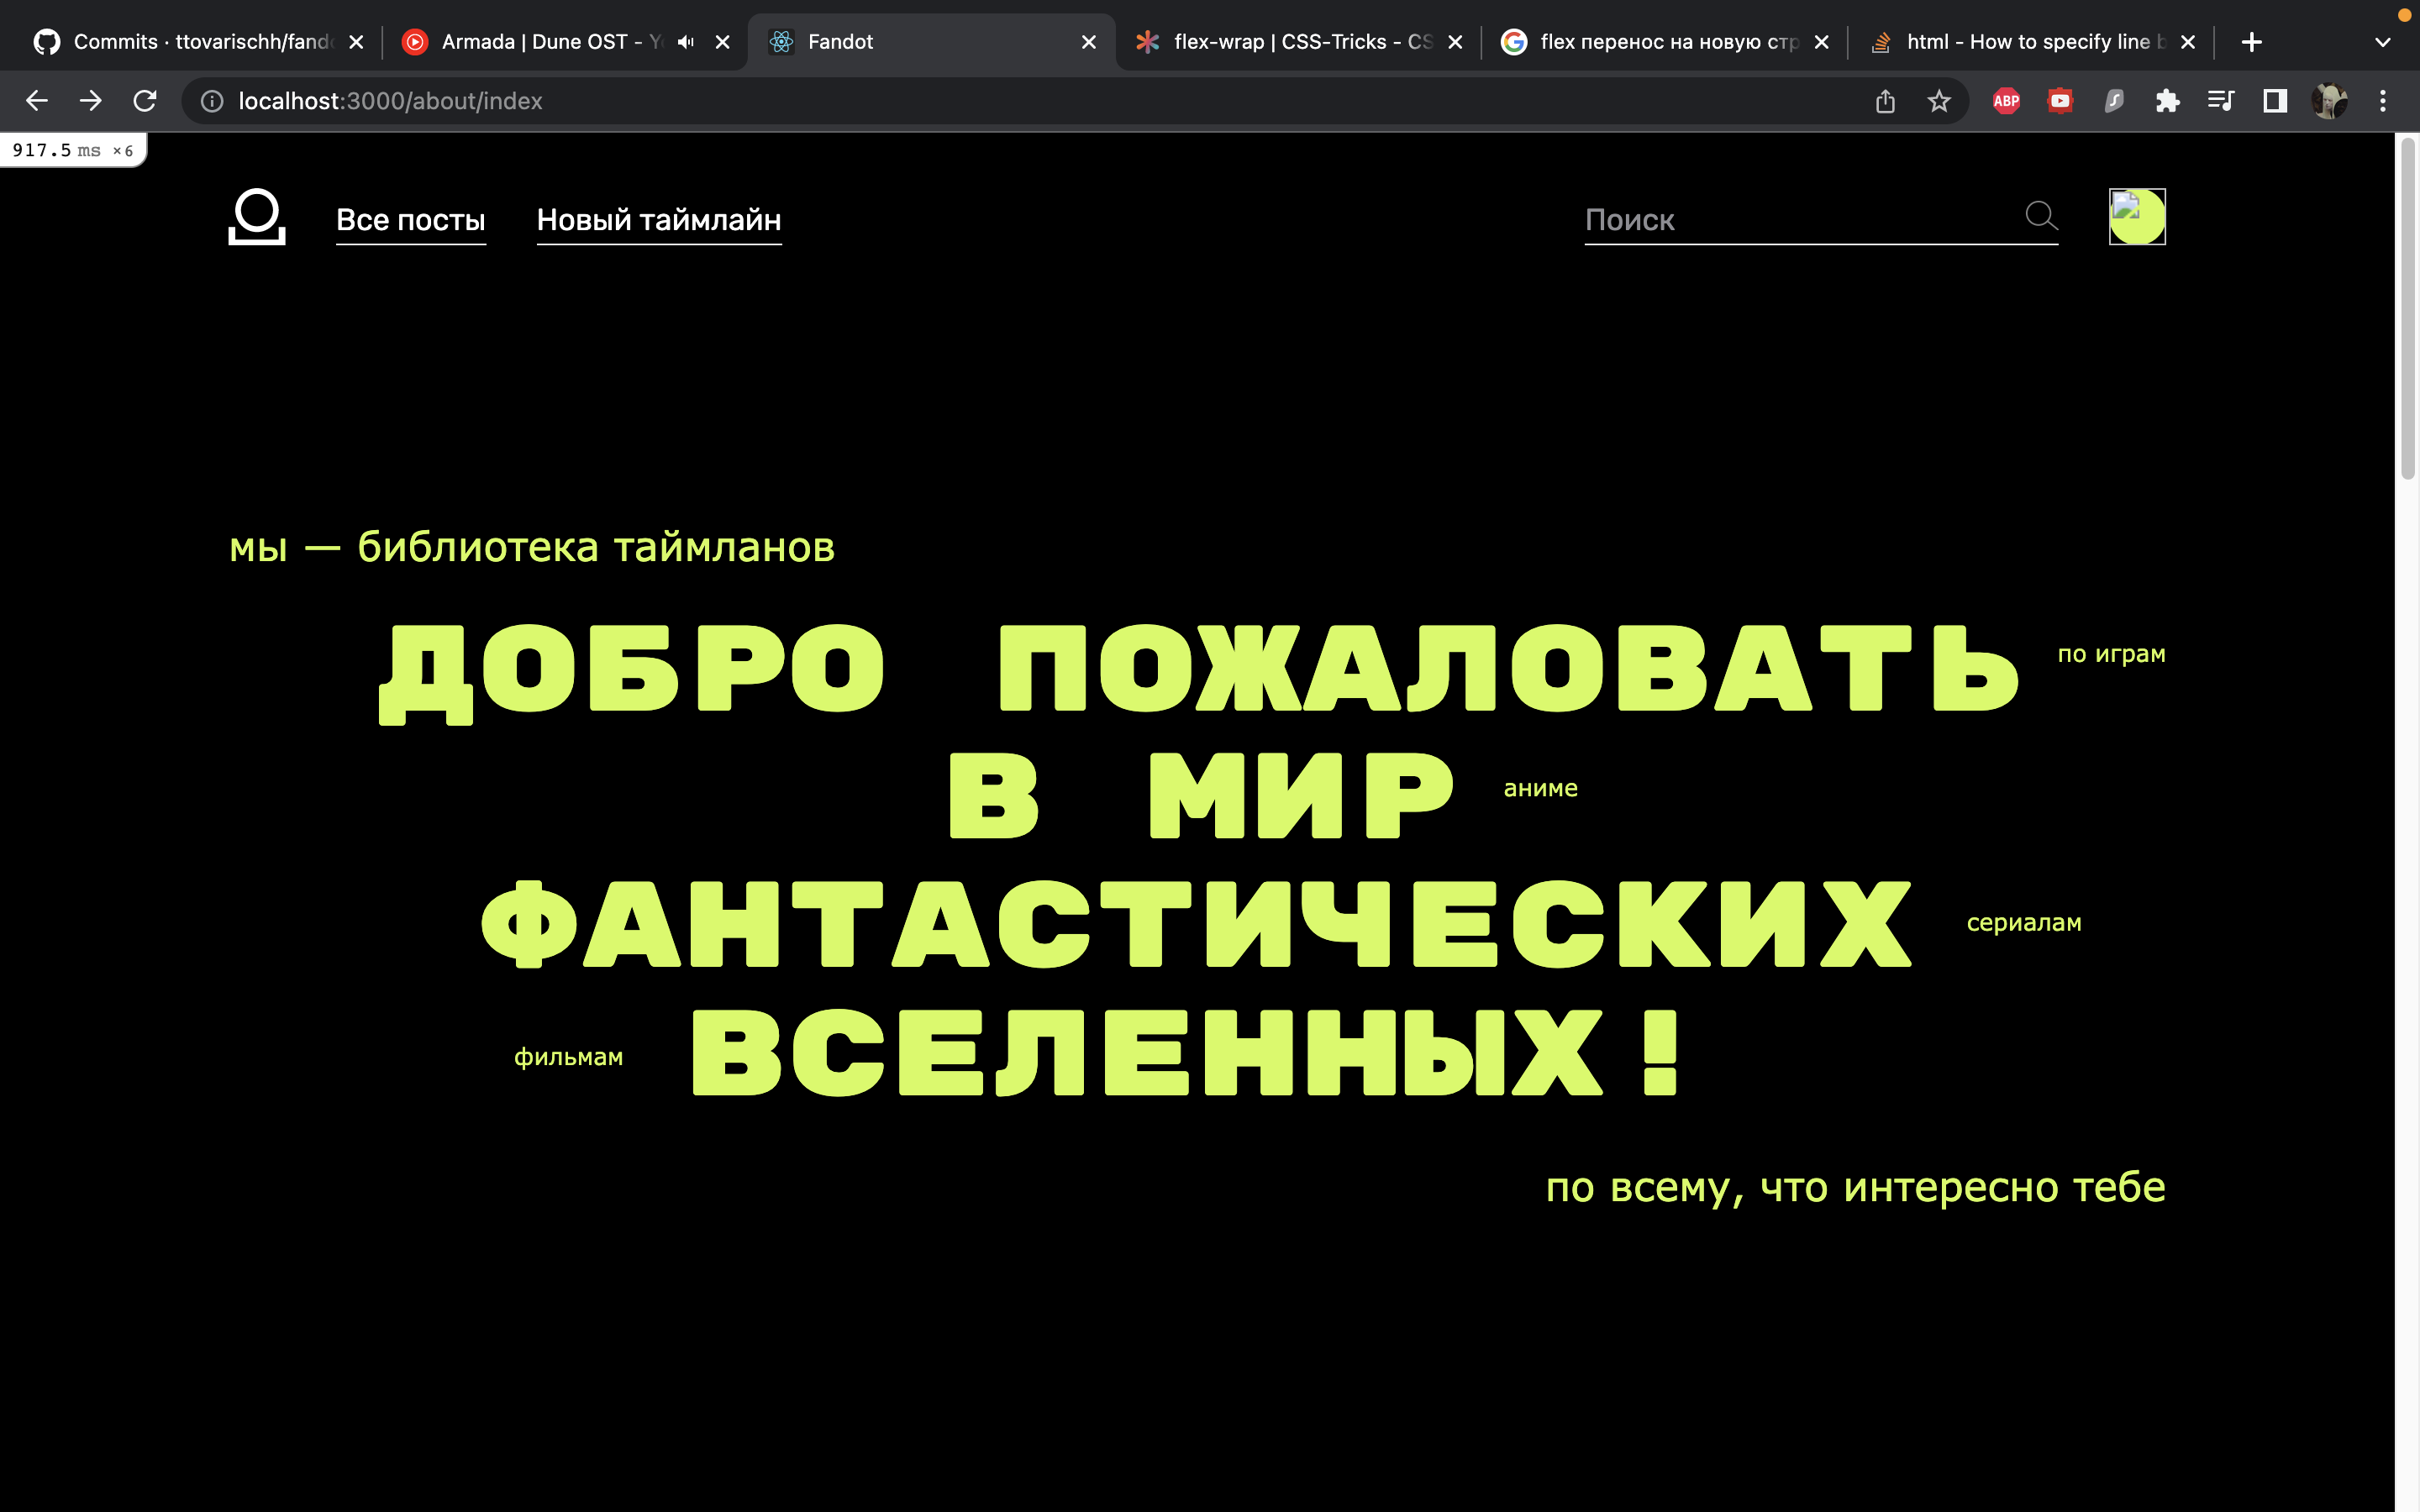 Commits · ttovarischh/fand
Armada | Dune OST - Y
Fandot
flex-wrap | CSS-Tricks - CS
flex перенос на новую стр
html - How to specify line b
localhost:3000/about/index
ABP
917.5 ms ×6
Все посты
Новый таймлайн
Поиск
мы — библиотека таймланов
ДОБРО ПОЖАЛОВАТЬ
по играм
В МИР
аниме
ФАНТАСТИЧЕСКИХ
сериалам
фильмам
ВСЕЛЕННЫХ!
по всему, что интересно тебе